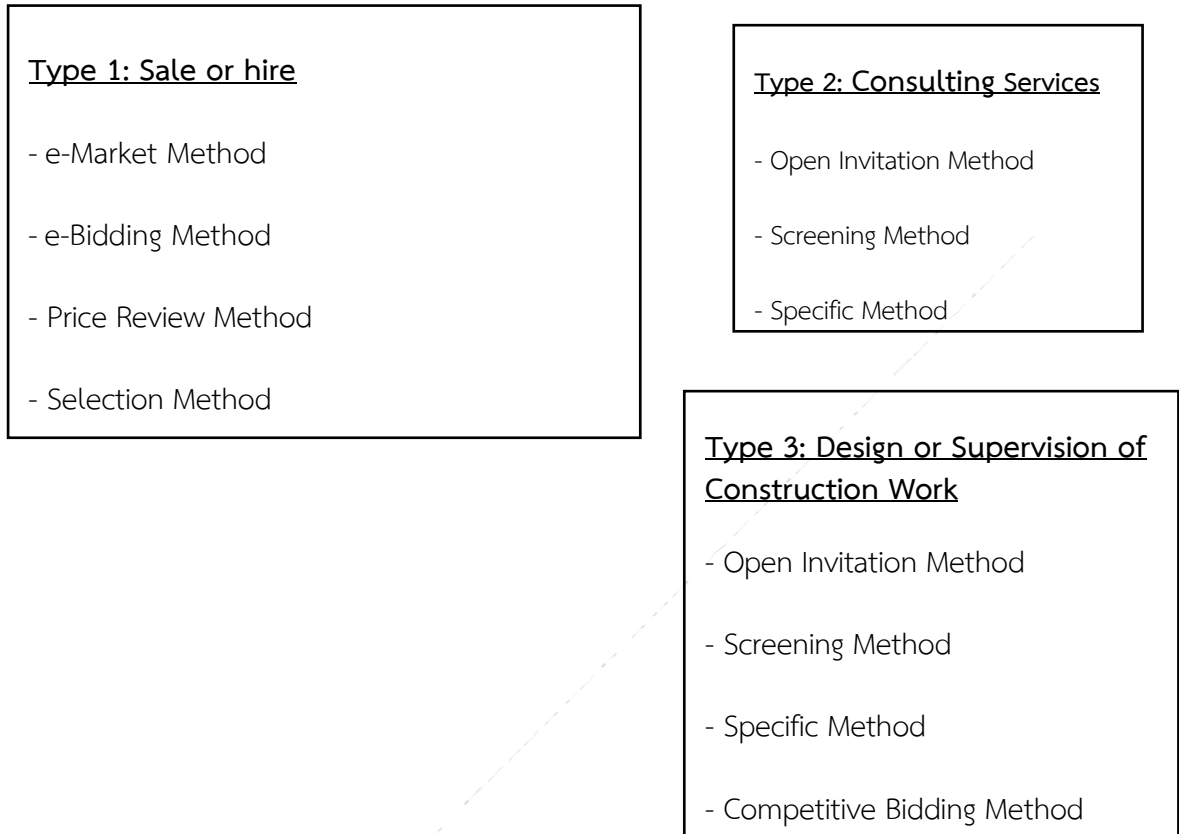 Type 1: Sale or hire
- e-Market Method
- e-Bidding Method
- Price Review Method
- Selection Method
Type 2: Consulting Services
- Open Invitation Method
- Screening Method
- Specific Method
Type 3: Design or Supervision of
Construction Work
- Open Invitation Method
- Screening Method
- Specific Method
- Competitive Bidding Method